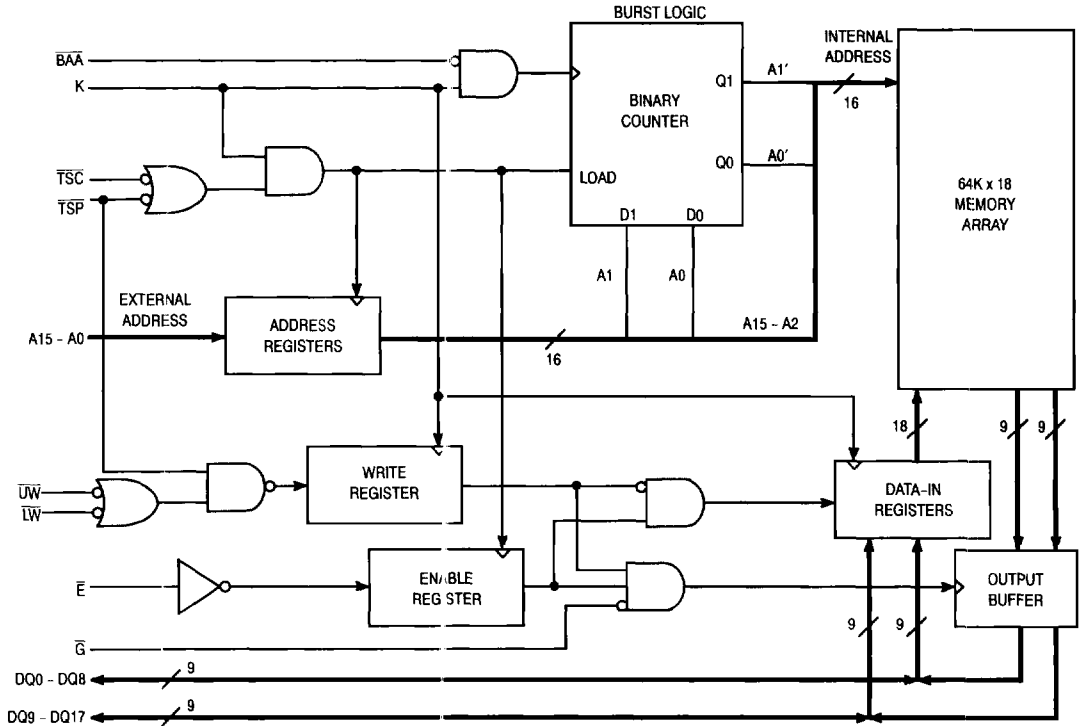 BURST LOGIC
BAA
K
TSC
TSP
BINARY
COUNTER
Q1
Q0
LOAD
D1
D0
A1'
A0'
INTERNAL
ADDRESS
16
64K x 18
MEMORY
ARRAY
A1
A0
A15 - A2
EXTERNAL
ADDRESS
A15 - A0
ADDRESS
REGISTERS
16
18
9
9
UW
LW
WRITE
REGISTER
DATA-IN
REGISTERS
E
ENABLE
REGISTER
OUTPUT
BUFFER
G
9
9
DQ0 - DQ8
9
DQ9 - DQ17
9